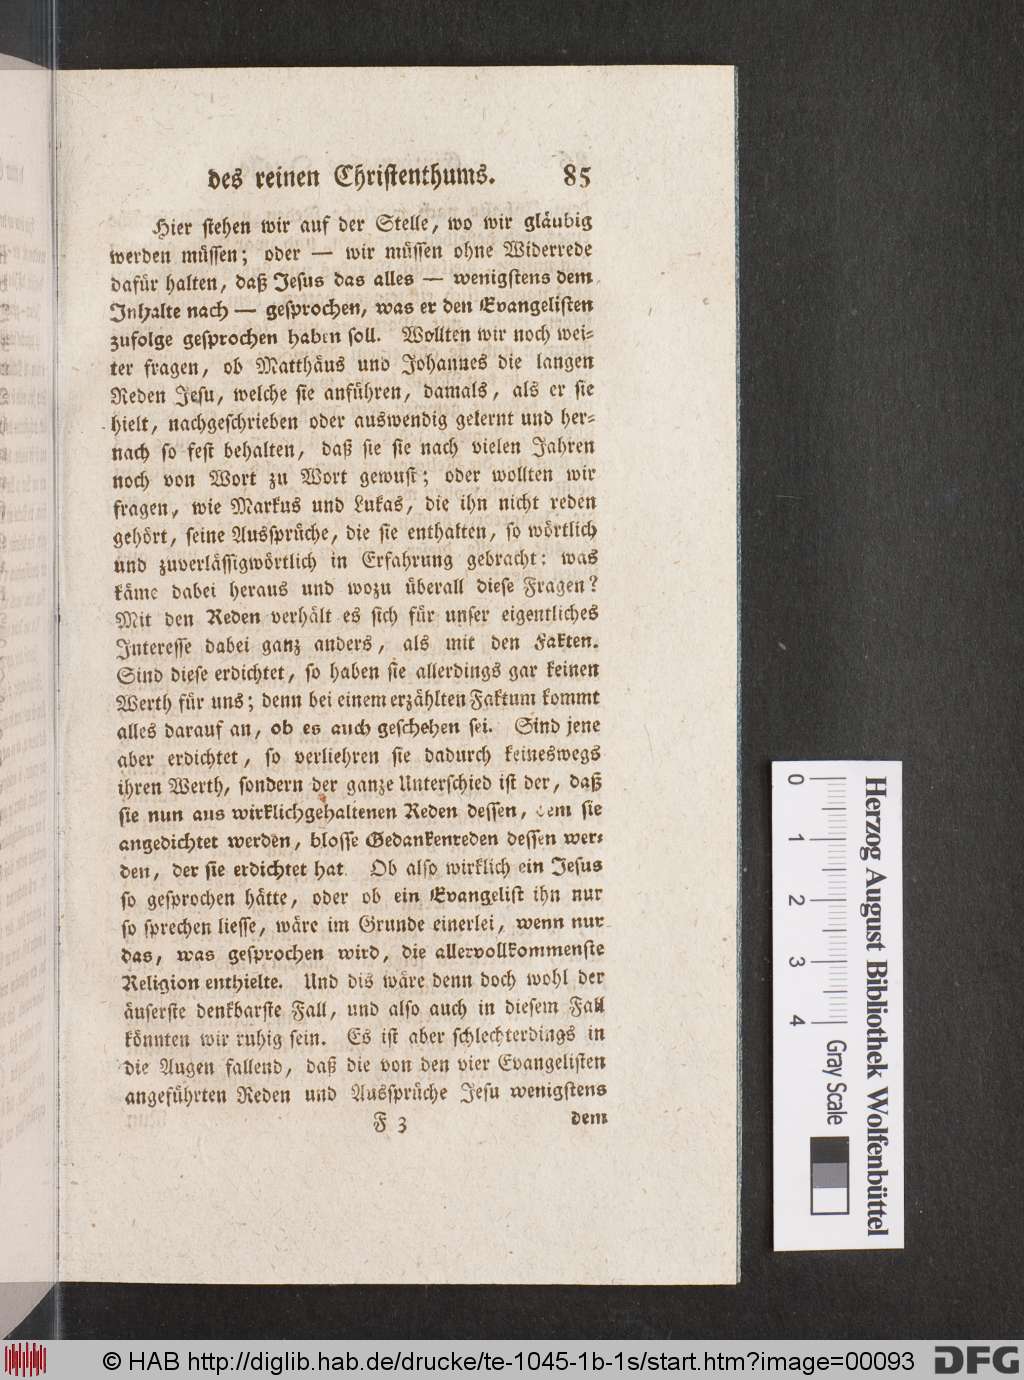 des reinen Christenthums. 85
Hier stehen wir auf der Stelle, wo wir gläubig
werden müssen; oder — wir müssen ohne Widerrede
dafür halten, daß Jesus das alles — wenigstens dem
Inhalte nach — gesprochen, was er den Evangelisten
zufolge gesprochen haben soll. Wollten wir noch wei-
ter fragen, ob Matthäus und Johannes die langen
Reden Jesu, welche sie anführen, damals, als er sie
hielt, nachgeschrieben oder auswendig gelernt und her-
nach so fest behalten, daß sie sie nach vielen Jahren
noch von Wort zu Wort gewust; oder wollten wir
fragen, wie Markus und Lukas, die ihn nicht reden
gehört, seine Aussprüche, die sie enthalten, so wörtlich
und zuverlässigwörtlich in Erfahrung gebracht: was
käme dabei heraus und wozu überall diese Fragen?
Mit den Reden verhält es sich für unser eigentliches
Interesse dabei ganz anders, als mit den Fakten.
Sind diese erdichtet, so haben sie allerdings gar keinen
Werth für uns; denn bei einem erzählten Faktum kommt
alles darauf an, ob es auch geschehen sei. Sind jene
aber erdichtet, so verliehren sie dadurch keineswegs
ihren Werth, sondern der ganze Unterschied ist der, daß
sie nun aus wirklichgehaltenen Reden dessen, dem sie
angedichtet werden, blosse Gedankenreden dessen wer-
den, der sie erdichtet hat. Ob also wirklich ein Jesus
so gesprochen hätte, oder ob ein Evangelist ihn nur
so sprechen liesse, wäre im Grunde einerlei, wenn nur
das, was gesprochen wird, die allervollkommenste
Religion enthielte. Und dis wäre denn doch wohl der
äuserste denkbarste Fall, und also auch in diesem Fall
könnten wir ruhig sein. Es ist aber schlechterdings in
die Augen fallend, daß die von den vier Evangelisten
angeführten Reden und Aussprüche Jesu wenigstens
F 3 dem
0 1 2 3 4 Gray Scale
Herzog August Bibliothek Wolfenbüttel
© HAB http://diglib.hab.de/drucke/te-1045-1b-1s/start.htm?image=00093 DFG